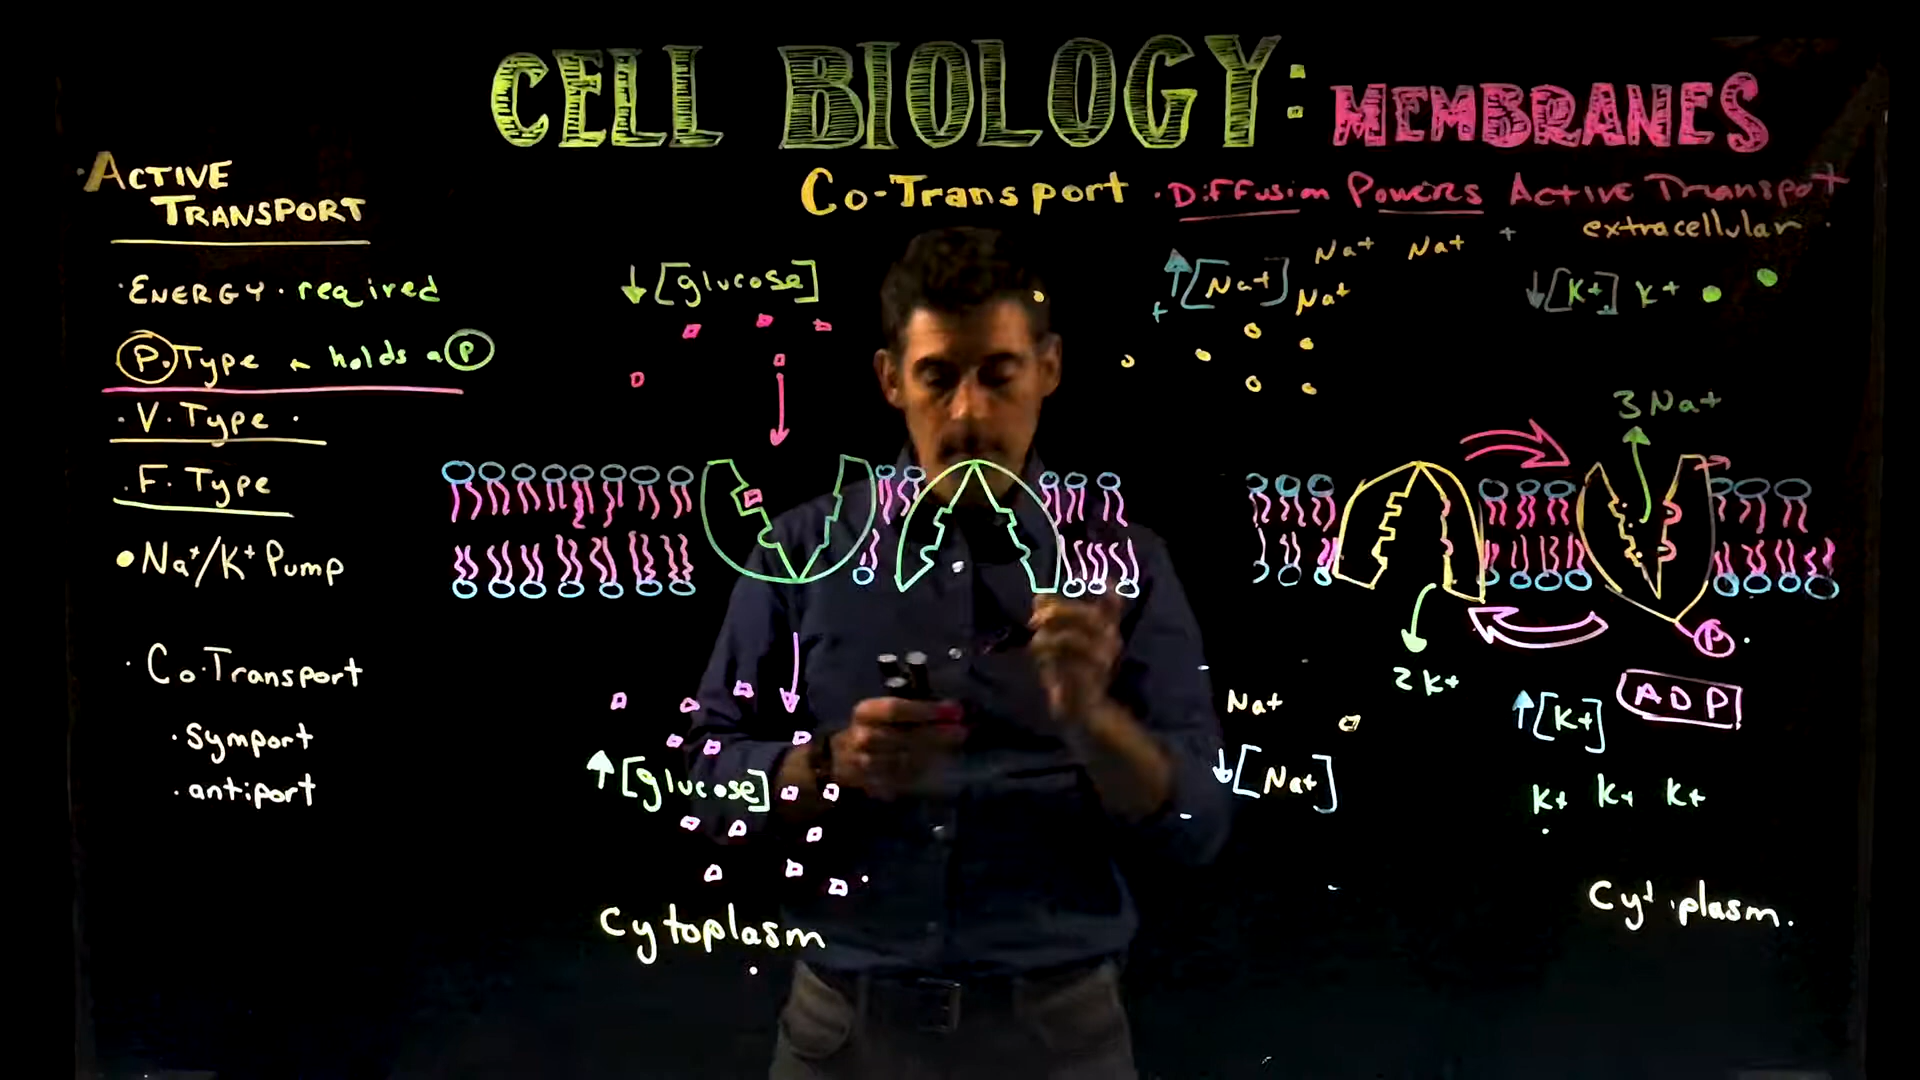 CELL BIOLOGY: MEMBRANES
ACTIVE
TRANSPORT
Co-Transport · Diffusion Powers Active Transport
extracellular
· ENERGY · required
P. Type holds a P
· V. Type ·
· F. Type
• Na+/K+ Pump
· Co. Transport
· symport
· antiport
↓ [glucose]
↑ [Na+] Na+ Na+
Na+
+
+
↓ [K+] K+
3 Na+
P
2 K+
ADP
↑ [K+]
K+ K+ K+
Na+
↓ [Na+]
↑ [glucose]
Cytoplasm
Cyt plasm.